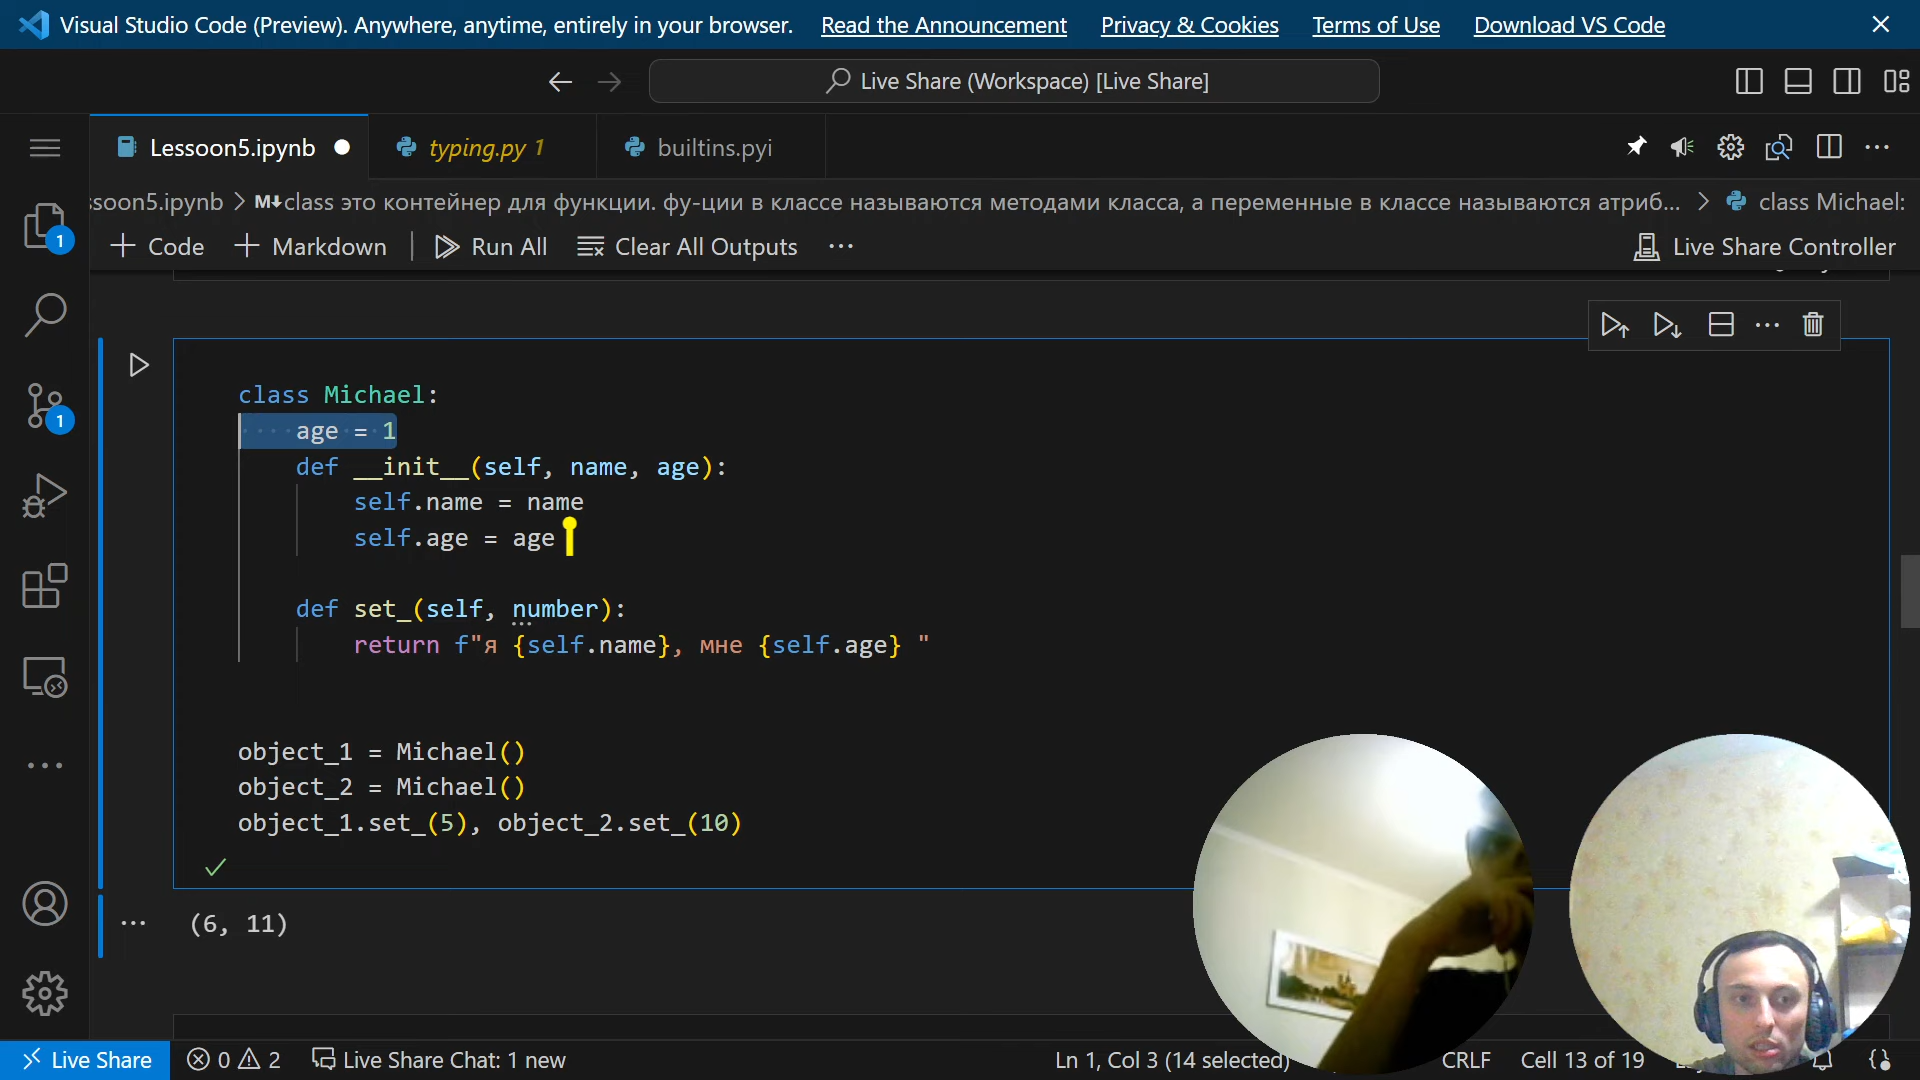 Visual Studio Code (Preview). Anywhere, anytime, entirely in your browser. Read the Announcement Privacy & Cookies Terms of Use Download VS Code
Live Share (Workspace) [Live Share]
Lessoon5.ipynb typing.py 1 builtins.pyi
ssoon5.ipynb > M↓class это контейнер для функции. фу-ции в классе называются методами класса, а переменные в классе называются атриб... > class Michael:
+ Code + Markdown Run All Clear All Outputs ... Live Share Controller
1
1
class Michael:
age = 1
def __init__(self, name, age):
self.name = name
self.age = age
def set_(self, number):
return f"я {self.name}, мне {self.age} "
object_1 = Michael()
object_2 = Michael()
object_1.set_(5), object_2.set_(10)
(6, 11)
Live Share 0 2 Live Share Chat: 1 new Ln 1, Col 3 (14 selected) CRLF Cell 13 of 19